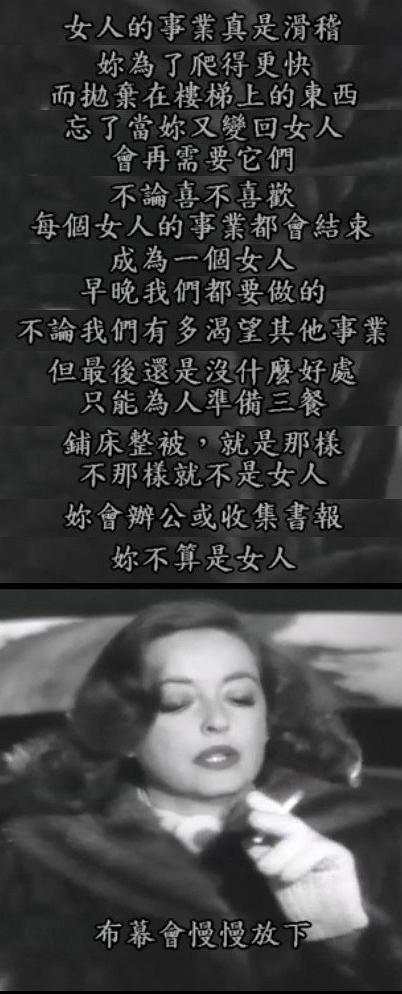 女人的事業真是滑稽
妳為了爬得更快
而拋棄在樓梯上的東西
忘了當妳又變回女人
會再需要它們
不論喜不喜歡
每個女人的事業都會結束
成為一個女人
早晚我們都要做的
不論我們有多渴望其他事業
但最後還是沒什麼好處
只能為人準備三餐
鋪床整被，就是那樣
不那樣就不是女人
妳會辦公或收集書報
妳不算是女人
布幕會慢慢放下